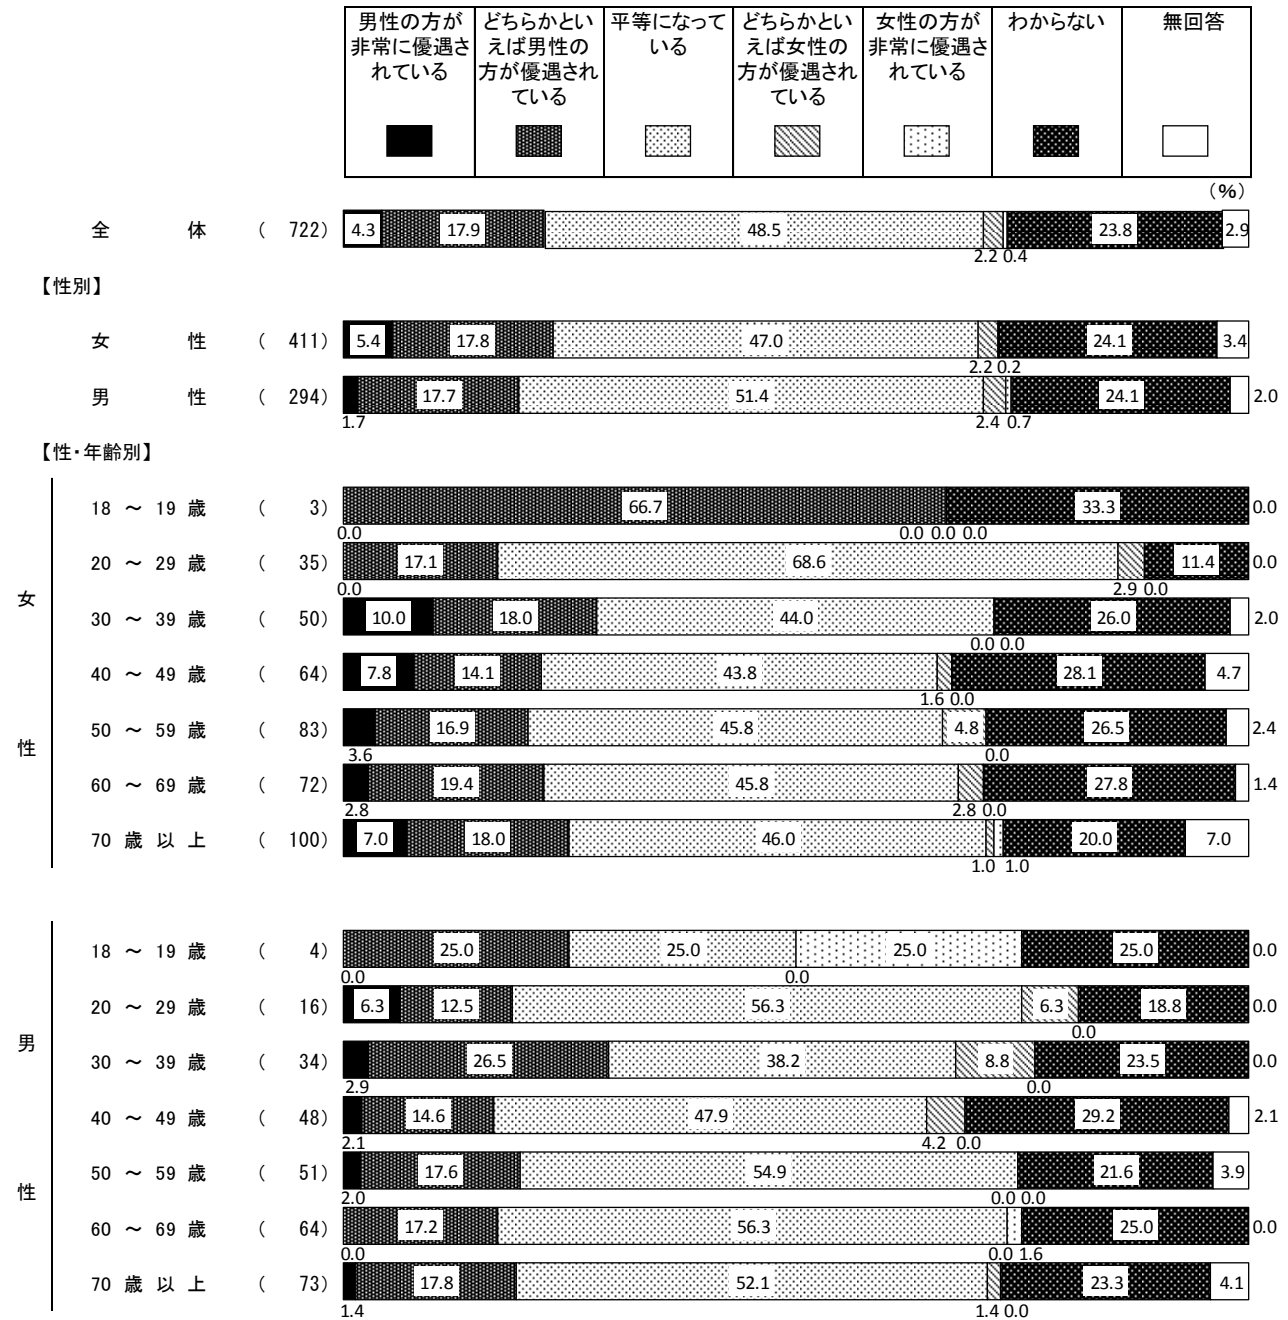 男性の方が非常に優遇されている
どちらかといえば男性の方が優遇されている
平等になっている
どちらかといえば女性の方が優遇されている
女性の方が非常に優遇されている
わからない
無回答
(%)
全体 ( 722) 4.3 17.9 48.5 23.8 2.9
2.2 0.4
【性別】
女性 ( 411) 5.4 17.8 47.0 24.1 3.4
2.2 0.2
男性 ( 294) 17.7 51.4 24.1 2.0
1.7 2.4 0.7
【性・年齢別】
女性
18 ～ 19 歳 ( 3) 66.7 33.3 0.0
0.0 0.0 0.0 0.0
20 ～ 29 歳 ( 35) 17.1 68.6 11.4 0.0
0.0 2.9 0.0
30 ～ 39 歳 ( 50) 10.0 18.0 44.0 26.0 2.0
0.0 0.0
40 ～ 49 歳 ( 64) 7.8 14.1 43.8 28.1 4.7
1.6 0.0
50 ～ 59 歳 ( 83) 16.9 45.8 4.8 26.5 2.4
3.6 0.0
60 ～ 69 歳 ( 72) 19.4 45.8 27.8 1.4
2.8 2.8 0.0
70 歳 以 上 ( 100) 7.0 18.0 46.0 20.0 7.0
1.0 1.0
男性
18 ～ 19 歳 ( 4) 25.0 25.0 25.0 25.0 0.0
0.0 0.0
20 ～ 29 歳 ( 16) 6.3 12.5 56.3 6.3 18.8 0.0
0.0
30 ～ 39 歳 ( 34) 26.5 38.2 8.8 23.5 0.0
2.9 0.0
40 ～ 49 歳 ( 48) 14.6 47.9 29.2 2.1
2.1 4.2 0.0
50 ～ 59 歳 ( 51) 17.6 54.9 21.6 3.9
2.0 0.0 0.0
60 ～ 69 歳 ( 64) 17.2 56.3 25.0 0.0
0.0 0.0 1.6
70 歳 以 上 ( 73) 17.8 52.1 23.3 4.1
1.4 1.4 0.0